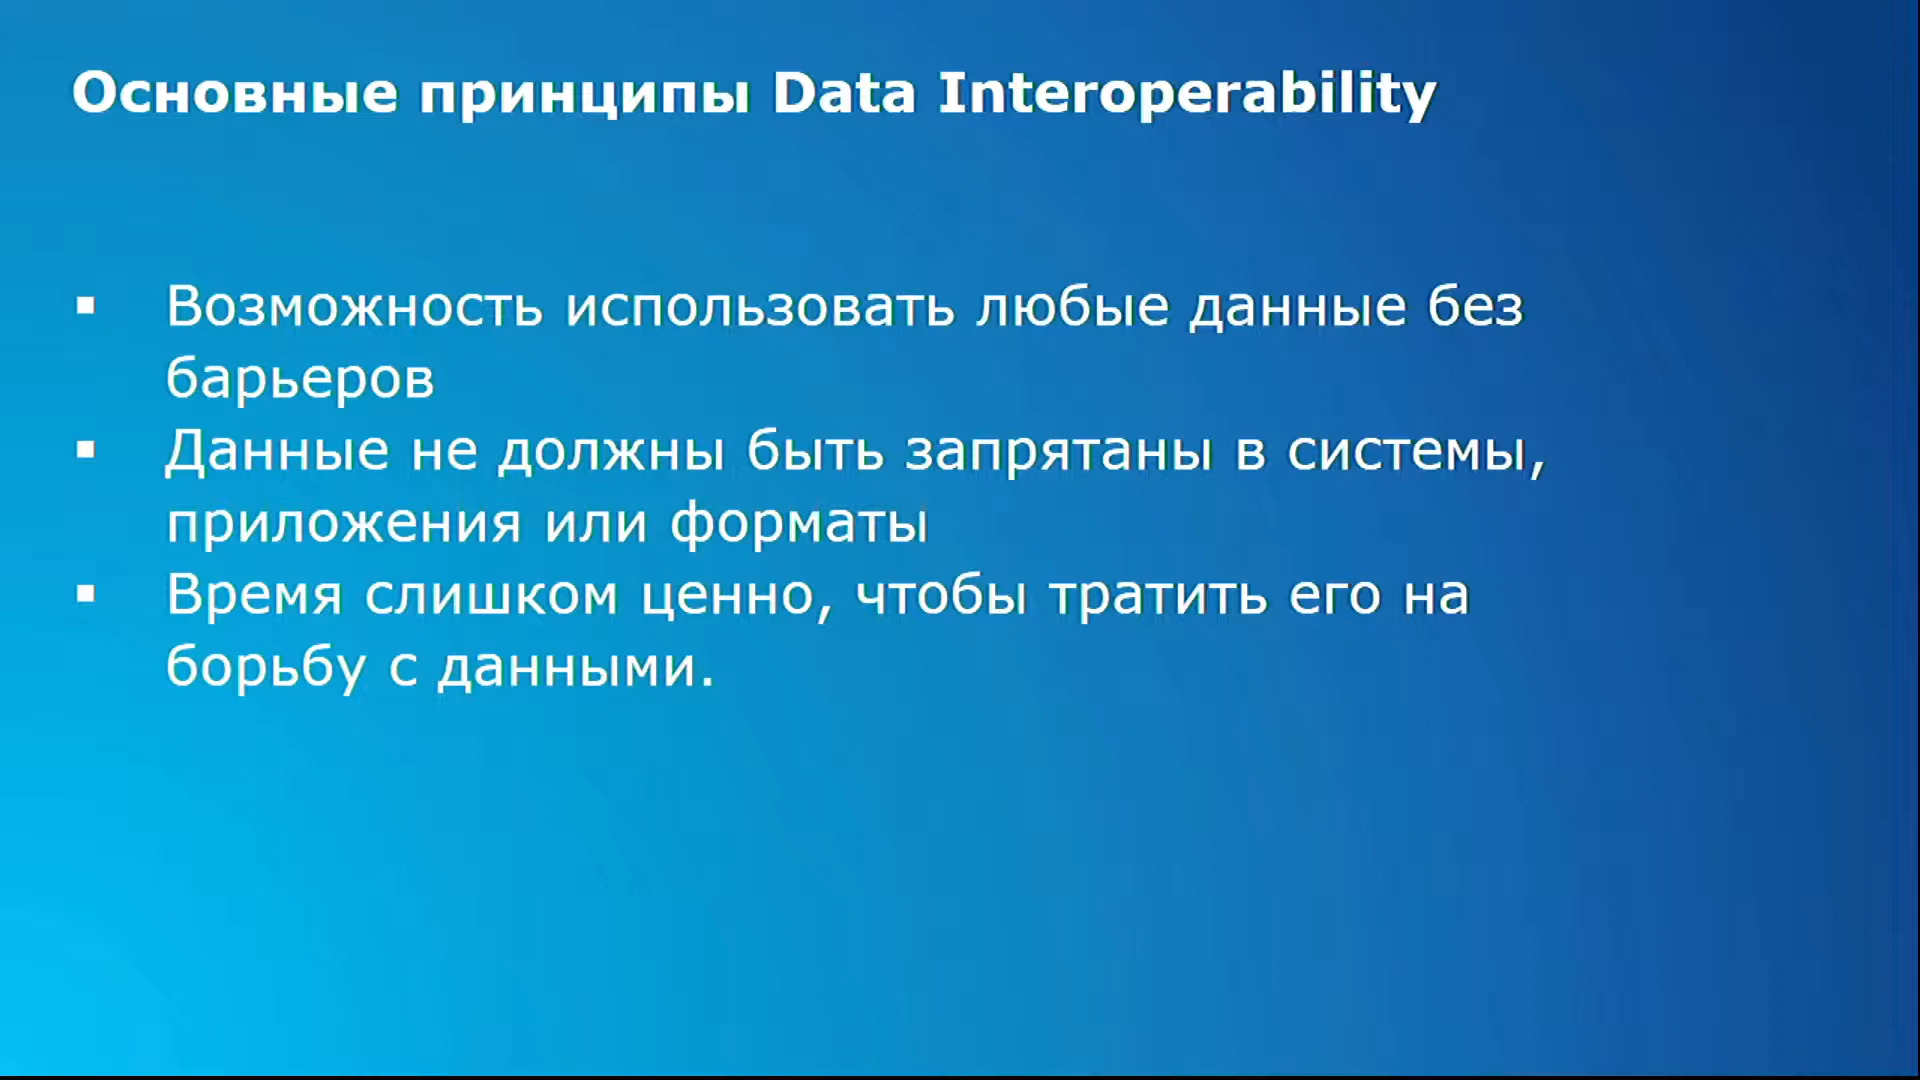 Основные принципы Data Interoperability
▪ Возможность использовать любые данные без
барьеров
▪ Данные не должны быть запрятаны в системы,
приложения или форматы
▪ Время слишком ценно, чтобы тратить его на
борьбу с данными.